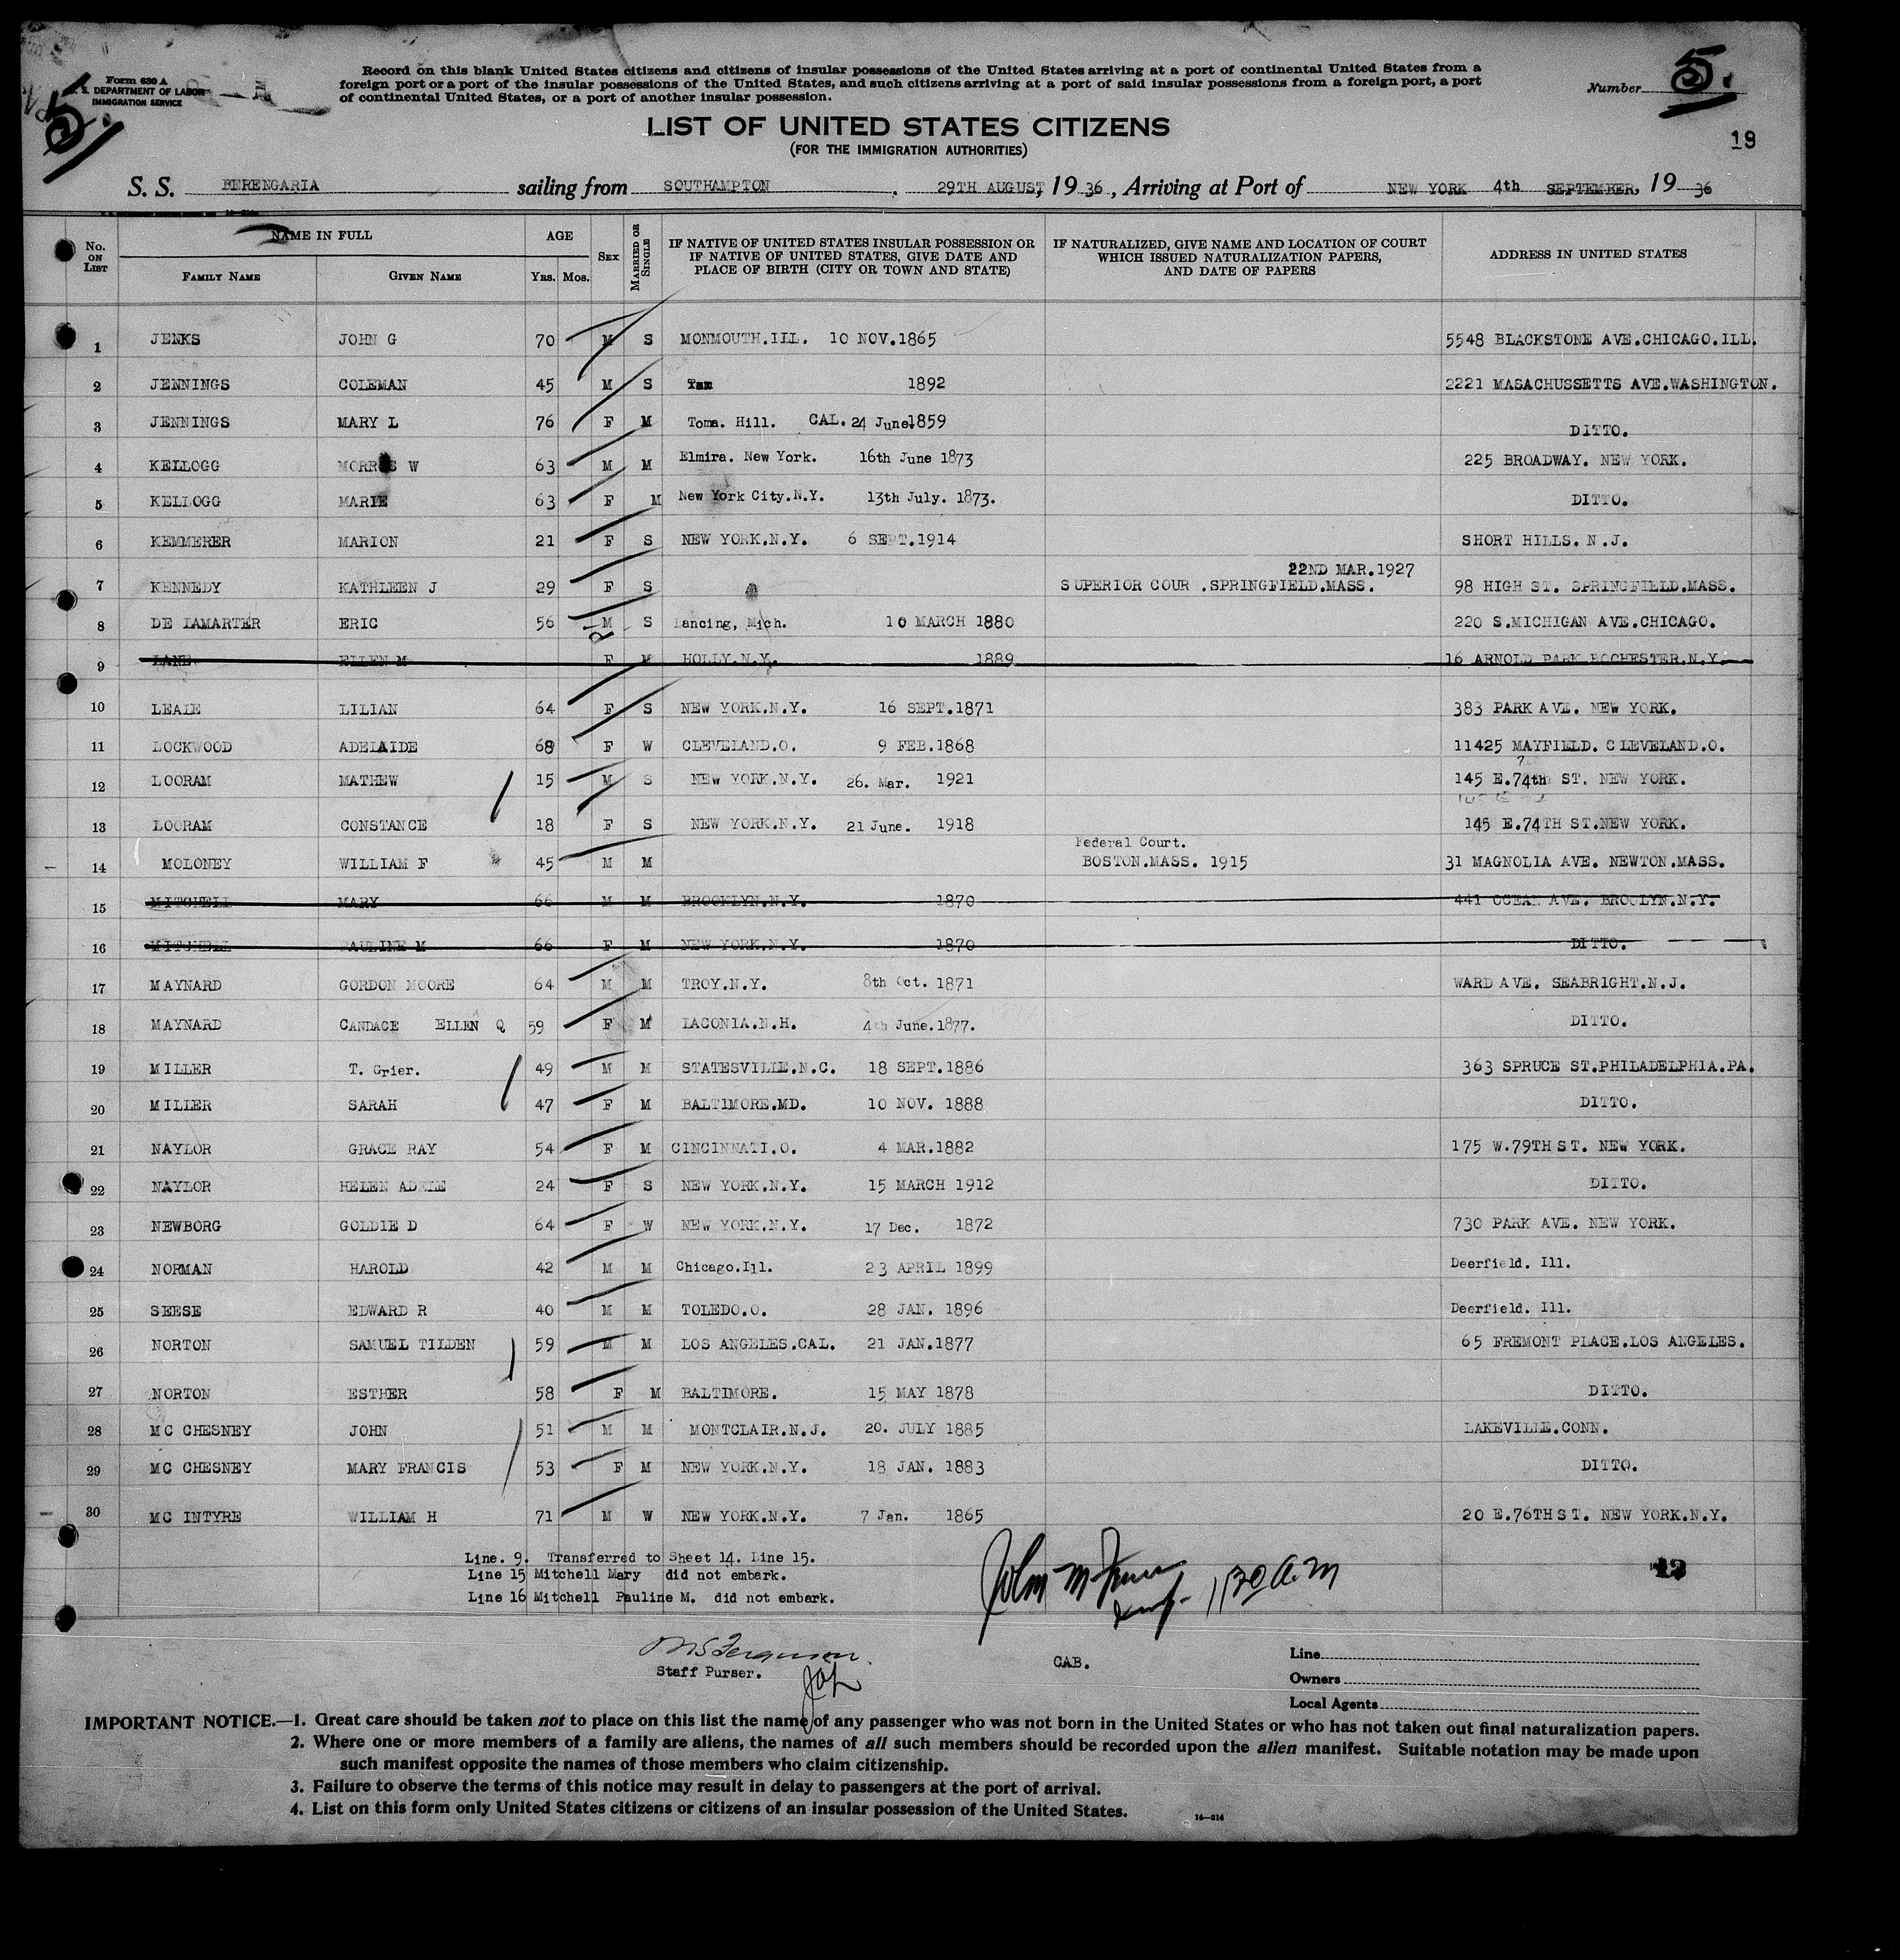 Form 630 A
U. S. DEPARTMENT OF LABOR
IMMIGRATION SERVICE
5
Record on this blank United States citizens and citizens of insular possessions of the United States arriving at a port of continental United States from a
foreign port or a port of the insular possessions of the United States, and such citizens arriving at a port of said insular possessions from a foreign port, a port
of continental United States, or a port of another insular possession.
Number 5.
LIST OF UNITED STATES CITIZENS
(FOR THE IMMIGRATION AUTHORITIES)
19
S. S. BERENGARIA sailing from SOUTHAMPTON, 29TH AUGUST, 1936, Arriving at Port of NEW YORK 4th SEPTEMBER, 1936
No. ON LIST NAME IN FULL FAMILY NAME GIVEN NAME AGE YRS. MOS. SEX MARRIED OR SINGLE IF NATIVE OF UNITED STATES INSULAR POSSESSION OR IF NATIVE OF UNITED STATES, GIVE DATE AND PLACE OF BIRTH (CITY OR TOWN AND STATE) IF NATURALIZED, GIVE NAME AND LOCATION OF COURT WHICH ISSUED NATURALIZATION PAPERS, AND DATE OF PAPERS ADDRESS IN UNITED STATES
1 JENKS JOHN G 70 M S MONMOUTH.ILL. 10 NOV.1865 5548 BLACKSTONE AVE.CHICAGO.ILL.
2 JENNINGS COLEMAN 45 M S 1892 2221 MASACHUSSETTS AVE.WASHINGTON.
3 JENNINGS MARY L 76 F M Toma. Hill. CAL. 24 June1859 DITTO.
4 KELLOGG MORRIS W 63 M M Elmira. New York. 16th June 1873 225 BROADWAY. NEW YORK.
5 KELLOGG MARIE 63 F M New York City.N.Y. 13th July. 1873. DITTO.
6 KEMMERER MARION 21 F S NEW YORK.N.Y. 6 SEPT.1914 SHORT HILLS. N.J.
22ND MAR.1927
7 KENNEDY KATHLEEN J 29 F S SUPERIOR COUR .SPRINGFIELD.MASS. 98 HIGH ST. SPRINGFIELD.MASS.
8 DE LAMARTER ERIC 56 M S Lancing, Mich. 10 MARCH 1880 220 S.MICHIGAN AVE.CHICAGO.
9 LANE ELLEN M F M HOLLY.N.Y. 1889 16 ARNOLD PARK ROCHESTER.N.Y.
10 LEALE LILIAN 64 F S NEW YORK.N.Y. 16 SEPT.1871 383 PARK AVE. NEW YORK.
11 LOCKWOOD ADELAIDE 68 F W CLEVELAND.O. 9 FEB.1868 11425 MAYFILLD. CLEVELAND.O.
12 LOORAM MATHEW 15 M S NEW YORK.N.Y. 26. Mar. 1921 145 E.74th ST. NEW YORK.
13 LOORAM CONSTANCE 18 F S NEW YORK.N.Y. 21 June. 1918 145 E.74TH ST.NEW YORK.
Federal Court.
14 MOLONEY WILLIAM F 45 M M BOSTON.MASS. 1915 31 MAGNOLIA AVE. NEWTON.MASS.
15 MITCHELL MARY 66 M M BROOKLYN.N.Y. 1870 441 OCEAN AVE. BROOLYN.N.Y.
16 MITCHELL PAULINE M 66 F M NEW YORK.N.Y. 1870 DITTO.
17 MAYNARD GORDON MOORE 64 M M TROY.N.Y. 8th Oct. 1871 WARD AVE. SEABRIGHT.N.J.
18 MAYNARD CANDACE ELLEN Q 59 F M LACONIA.N.H. 4th June.1877. DITTO.
19 MILLER T. Grier. 49 M M STATESVILLE.N.C. 18 SEPT.1886 363 SPRUCE ST.PHILADELPHIA.PA.
20 MILLER SARAH 47 F M BALTIMORE.MD. 10 NOV. 1888 DITTO.
21 NAYLOR GRACE RAY 54 F M CINCINNATI.O. 4 MAR.1882 175 W.79TH ST. NEW YORK.
22 NAYLOR HELEN ADELE 24 F S NEW YORK.N.Y. 15 MARCH 1912 DITTO.
23 NEWBORG GOLDIE D 64 F W NEW YORK.N.Y. 17 Dec. 1872 730 PARK AVE. NEW YORK.
24 NORMAN HAROLD 42 M M Chicago.Ill. 23 APRIL 1899 Deerfield. Ill.
25 SEESE EDWARD R 40 M M TOLEDO.O. 28 JAN. 1896 Deerfield. Ill.
26 NORTON SAMUEL TILDEN 59 M M LOS ANGELES.CAL. 21 JAN.1877 65 FREMONT PLACE.LOS ANGELES.
27 NORTON ESTHER 58 F M BALTIMORE. 15 MAY 1878 DITTO.
28 MC CHESNEY JOHN 51 M M MONTCLAIR.N.J. 20. JULY 1885 LAKEVILLE.CONN.
29 MC CHESNEY MARY FRANCIS 53 F M NEW YORK.N.Y. 18 JAN. 1883 DITTO.
30 MC INTYRE WILLIAM H 71 M W NEW YORK.N.Y. 7 Jan. 1865 20 E.76TH ST. NEW YORK.N.Y.
Line. 9. Transferred to Sheet 14. Line 15.
Line 15 Mitchell Mary did not embark.
Line 16 Mitchell Pauline M. did not embark.
John M 1130 a.m
Ferguson.
Staff Purser.
CAB.
Line
Owners
Local Agents
IMPORTANT NOTICE.—1. Great care should be taken not to place on this list the name of any passenger who was not born in the United States or who has not taken out final naturalization papers.
2. Where one or more members of a family are aliens, the names of all such members should be recorded upon the alien manifest. Suitable notation may be made upon
such manifest opposite the names of those members who claim citizenship.
3. Failure to observe the terms of this notice may result in delay to passengers at the port of arrival.
4. List on this form only United States citizens or citizens of an insular possession of the United States.
14—214